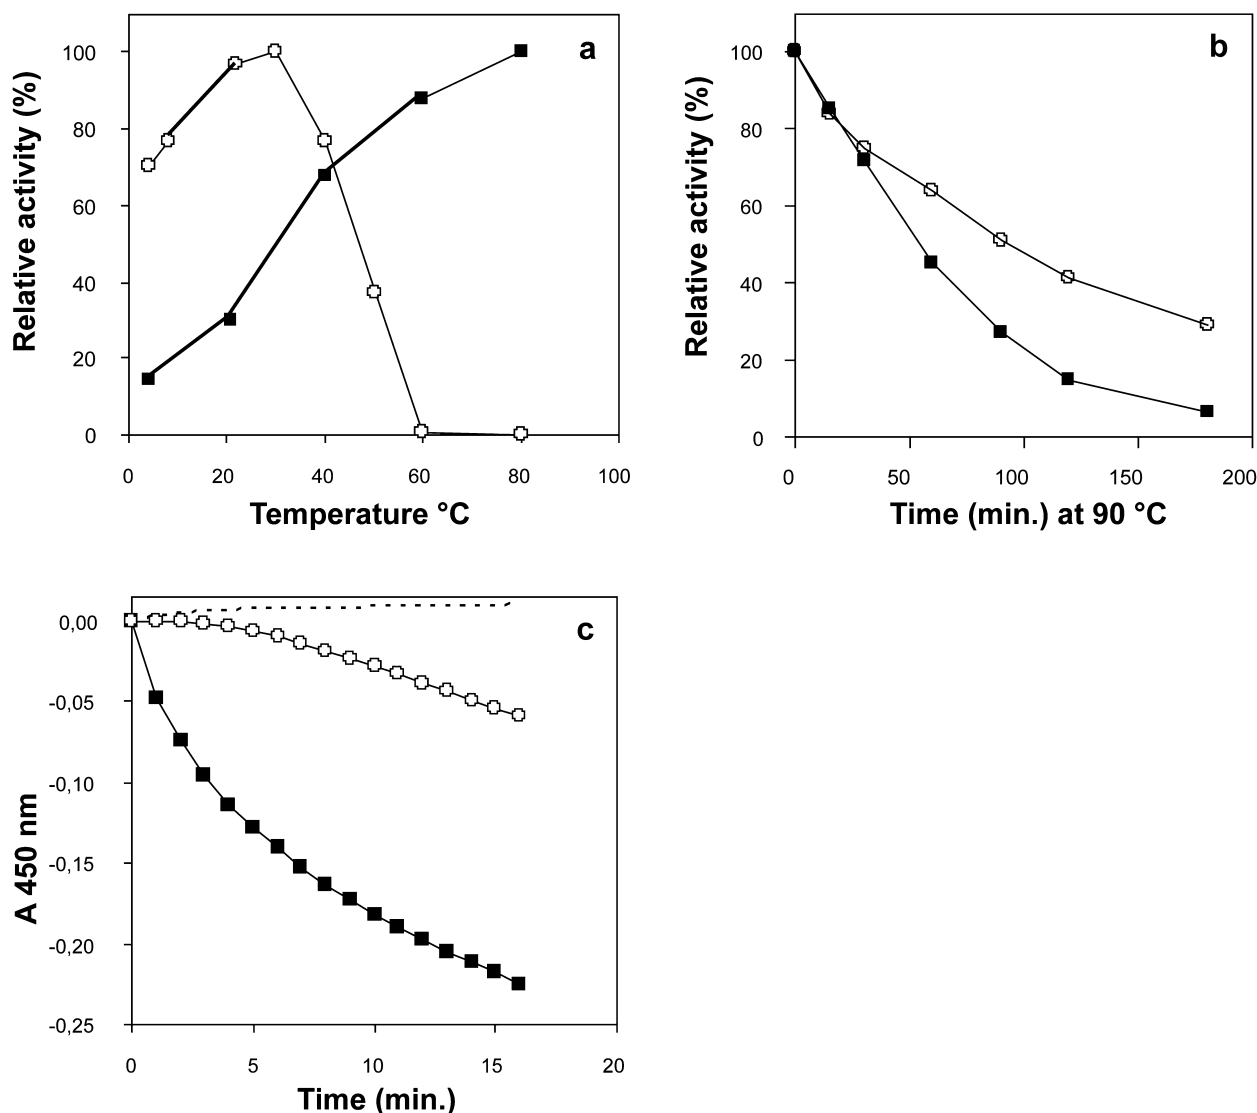 a
Relative activity (%)
100
80
60
40
20
0
0 20 40 60 80 100
Temperature °C
b
Relative activity (%)
100
80
60
40
20
0
0 50 100 150 200
Time (min.) at 90 °C
c
A 450 nm
0,00
-0,05
-0,10
-0,15
-0,20
-0,25
0 5 10 15 20
Time (min.)